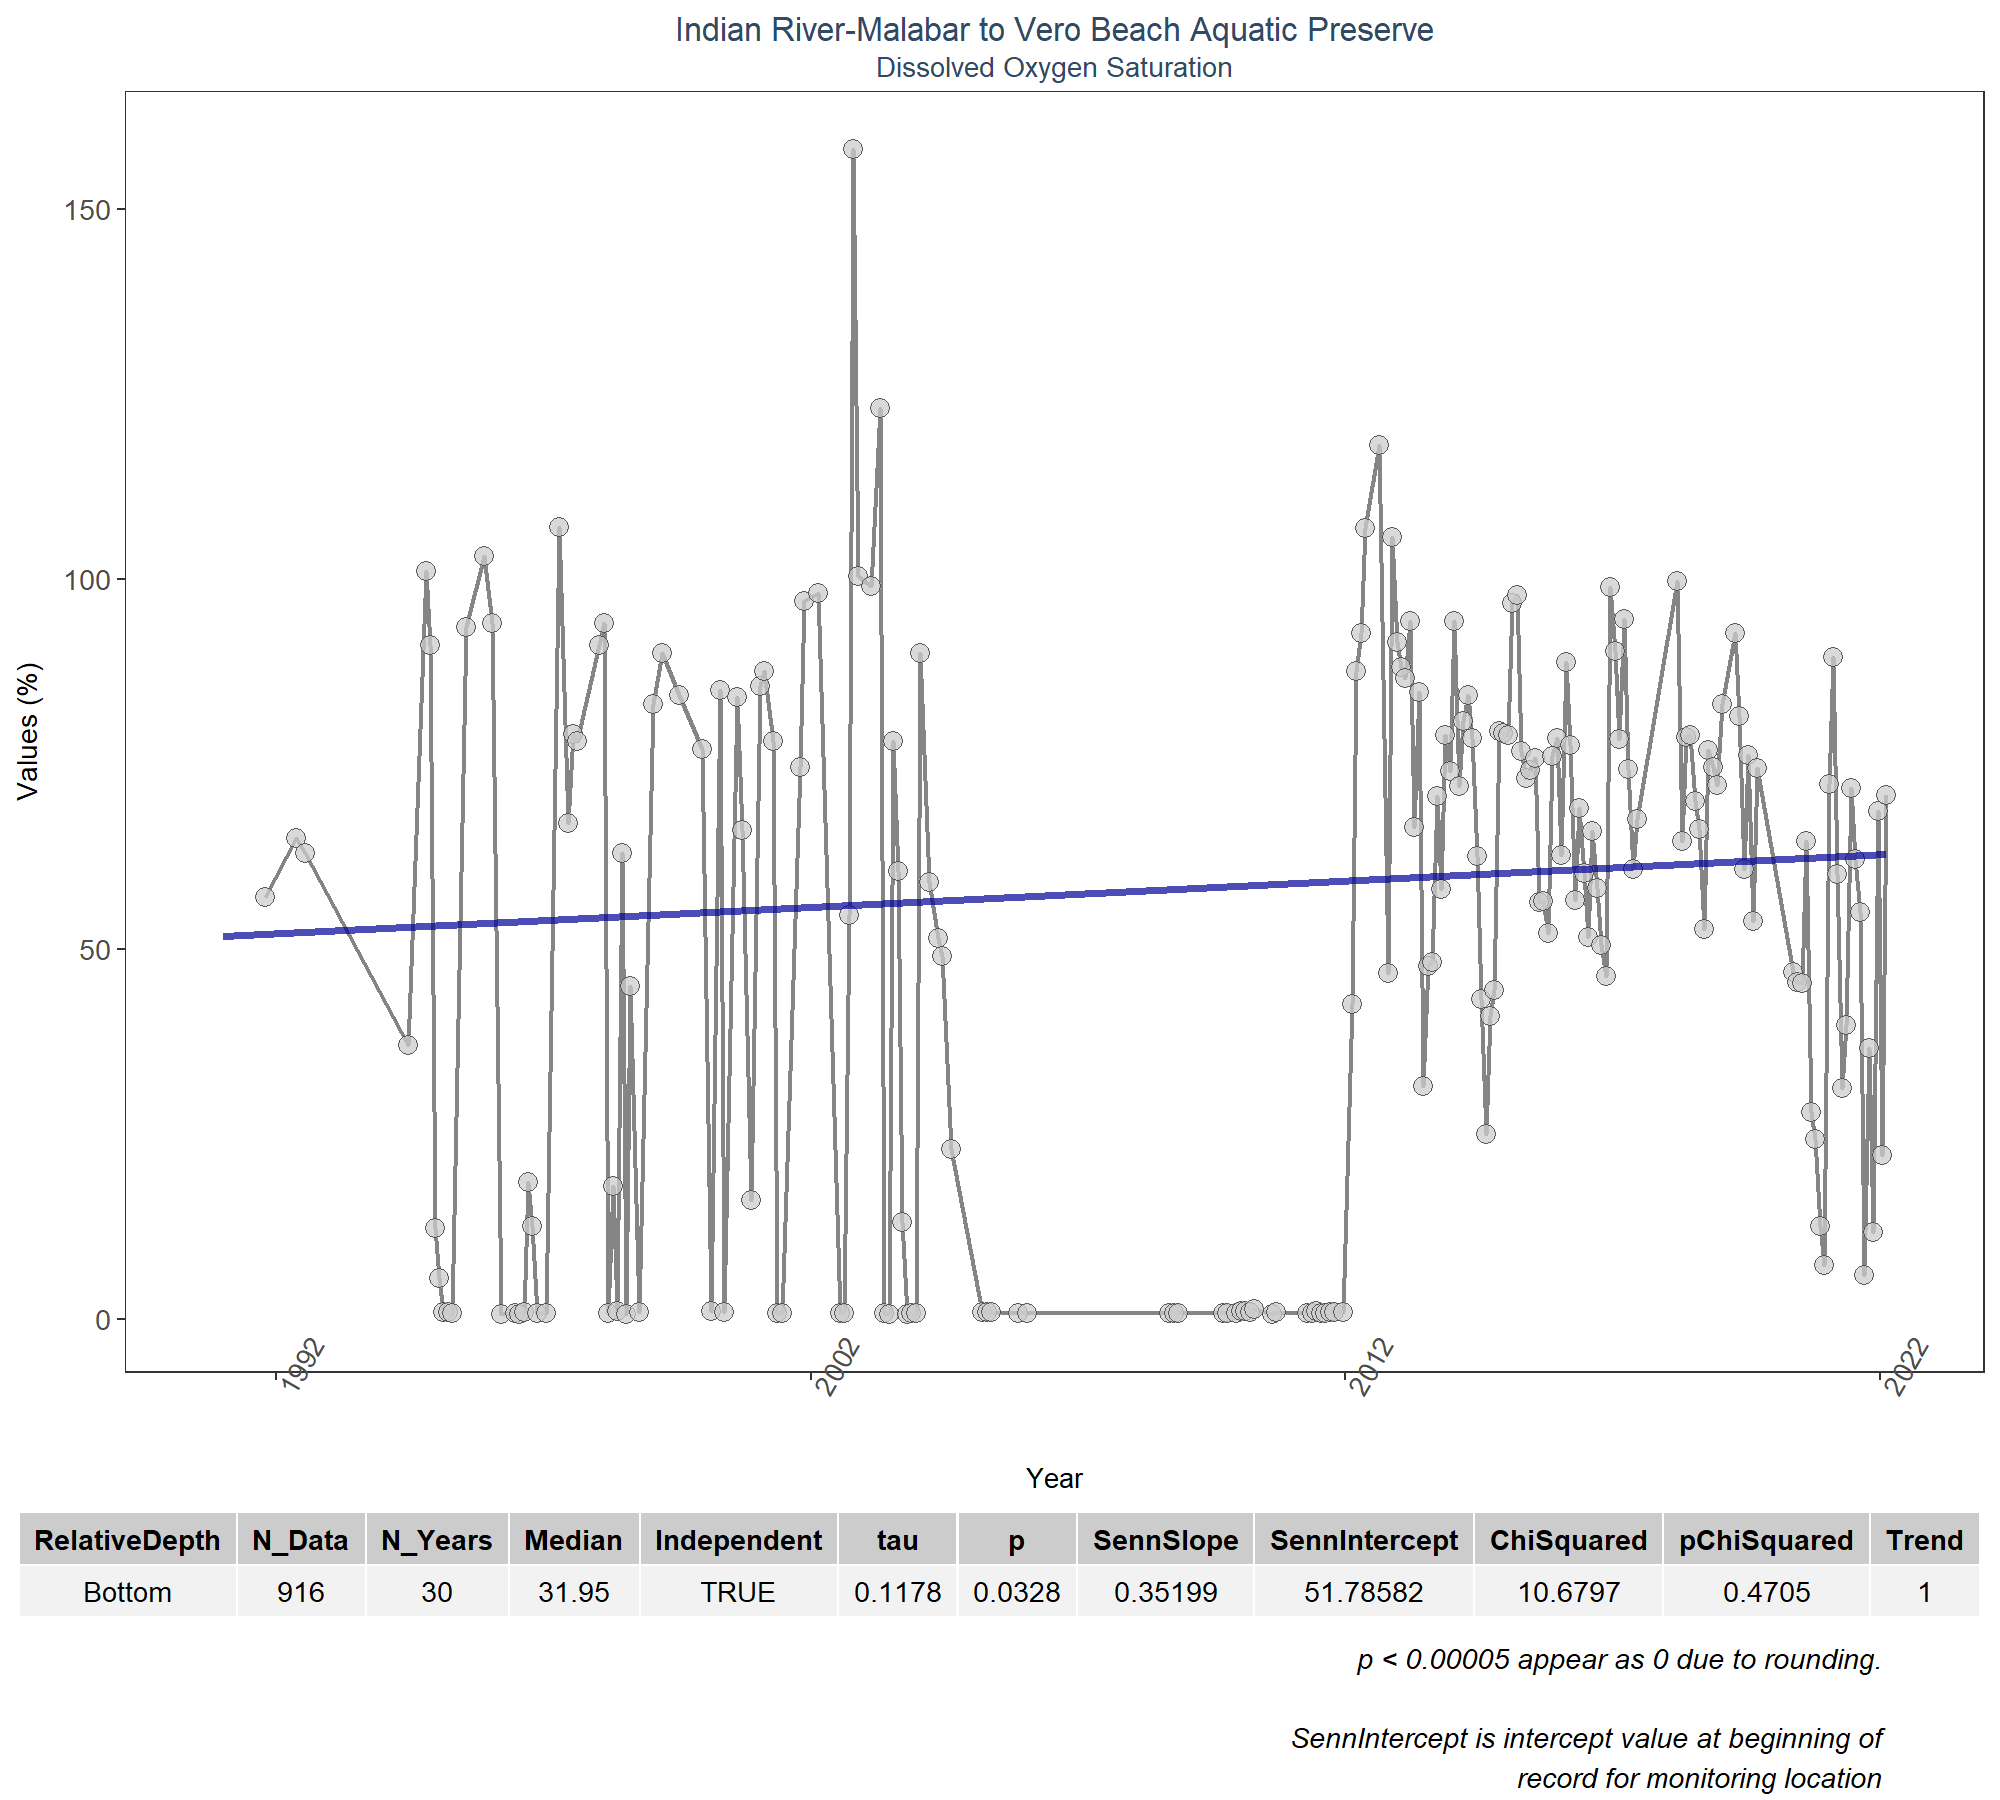 Indian River-Malabar to Vero Beach Aquatic Preserve
Dissolved Oxygen Saturation
Values (%)
150
100
50
0
1992
2002
2012
2022
Year
RelativeDepth N_Data N_Years Median Independent tau p SennSlope SennIntercept ChiSquared pChiSquared Trend
Bottom 916 30 31.95 TRUE 0.1178 0.0328 0.35199 51.78582 10.6797 0.4705 1
p < 0.00005 appear as 0 due to rounding.
SennIntercept is intercept value at beginning of
record for monitoring location